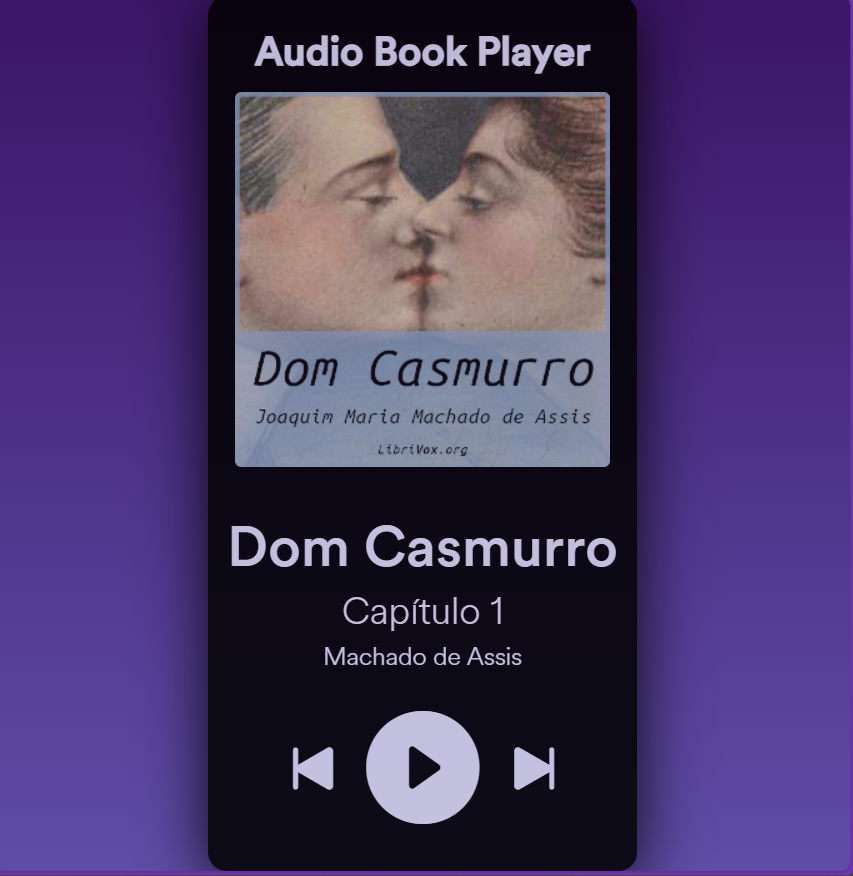 Audio Book Player
Dom Casmurro
Joaquim Maria Machado de Assis
LibriVox.org
Dom Casmurro
Capítulo 1
Machado de Assis